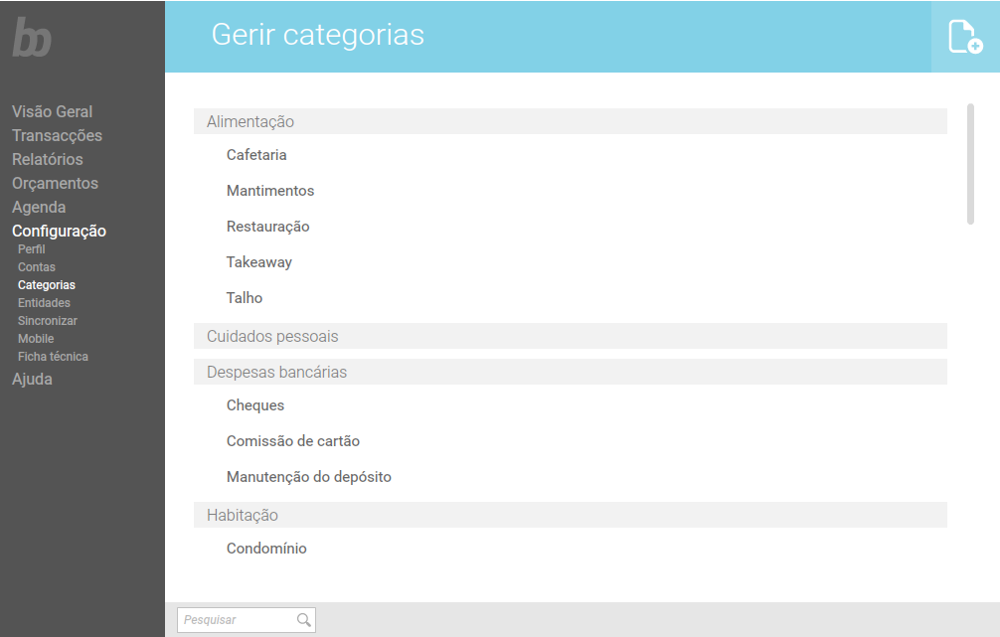 bp
Gerir categorias
Visão Geral
Transacções
Relatórios
Orçamentos
Agenda
Configuração
Perfil
Contas
Categorias
Entidades
Sincronizar
Mobile
Ficha técnica
Ajuda
Alimentação
Cafetaria
Mantimentos
Restauração
Takeaway
Talho
Cuidados pessoais
Despesas bancárias
Cheques
Comissão de cartão
Manutenção do depósito
Habitação
Condomínio
Pesquisar